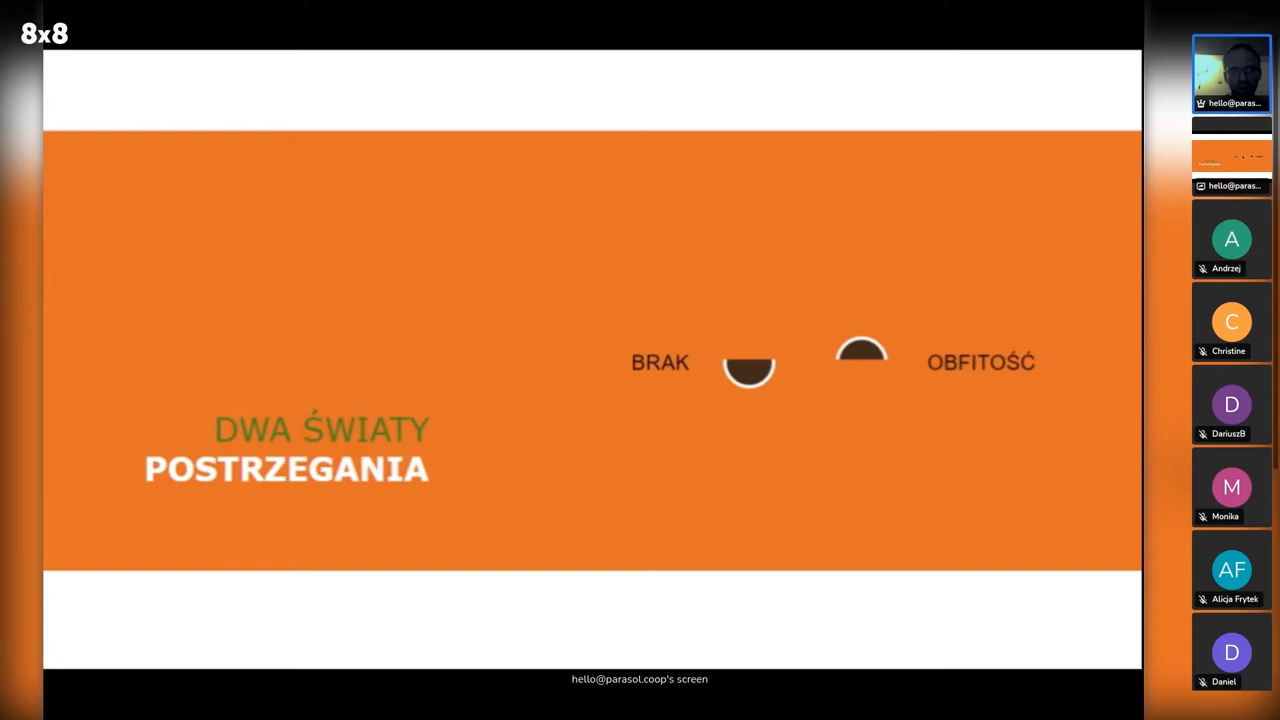 8x8
BRAK
OBFITOŚĆ
DWA ŚWIATY
POSTRZEGANIA
hello@parasol.coop's screen
hello@paras...
hello@paras...
A
Andrzej
C
Christine
D
DariuszB
M
Monika
AF
Alicja Frytek
D
Daniel